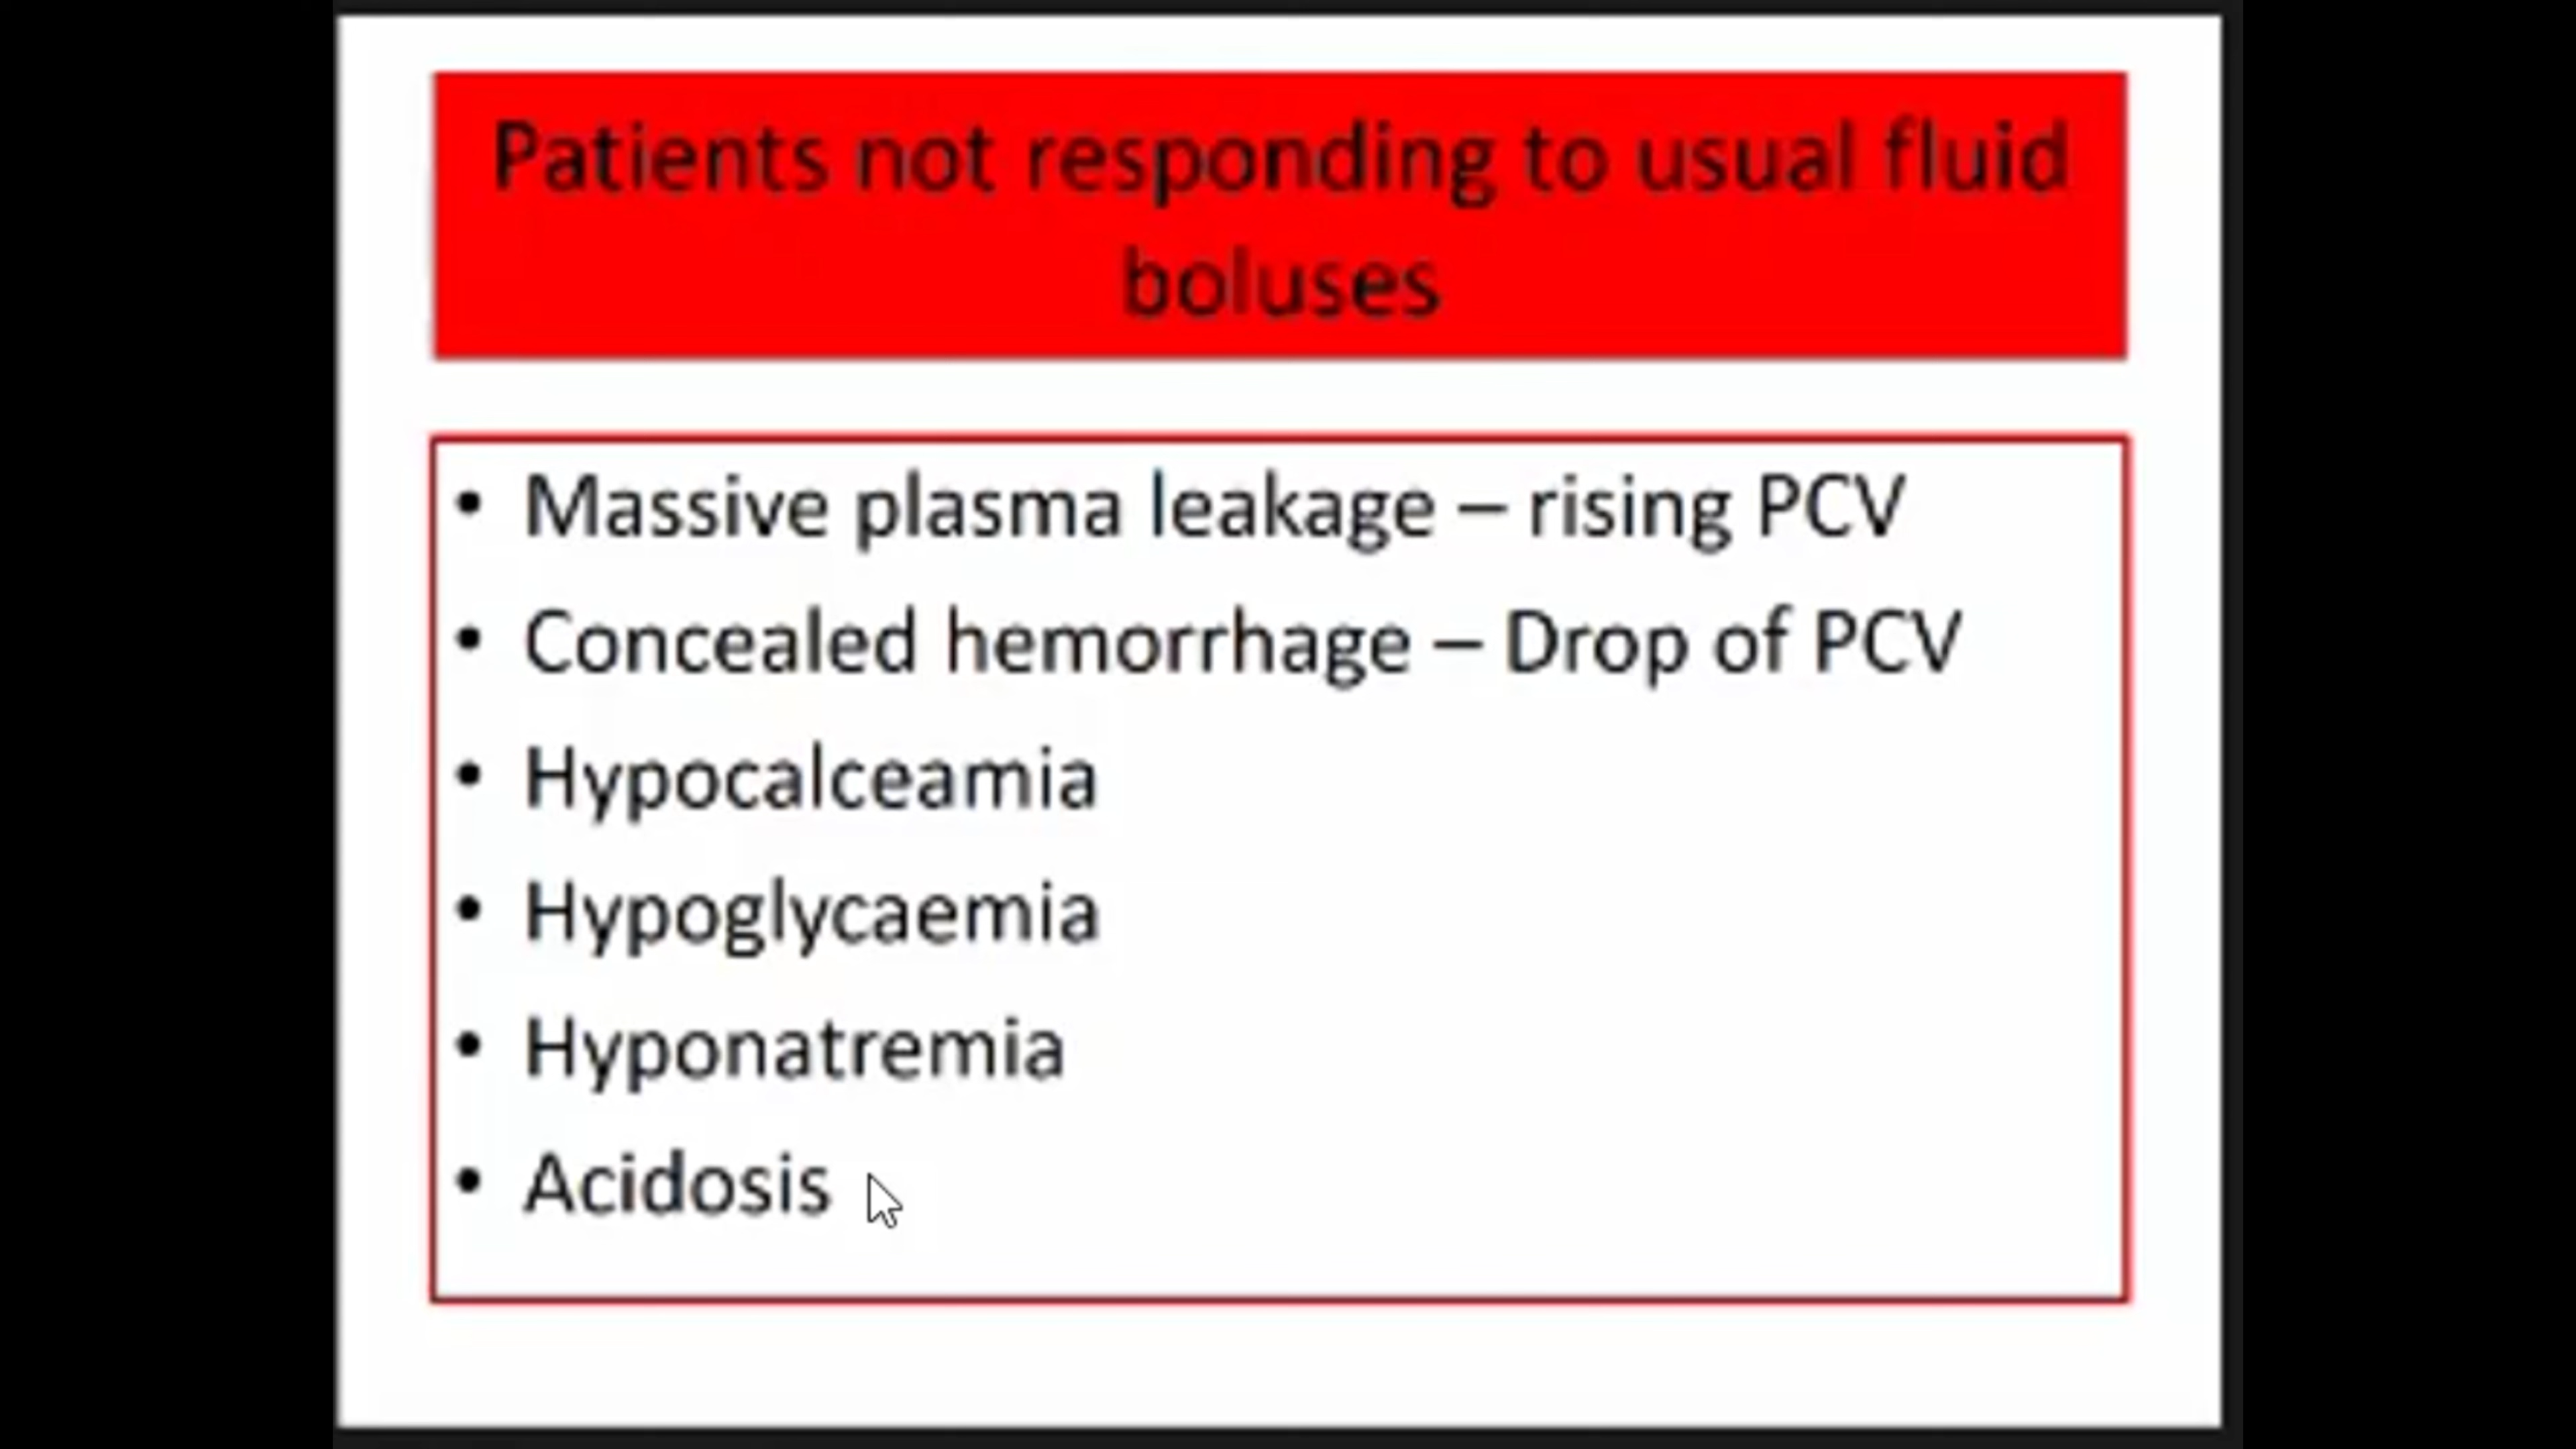 Patients not responding to usual fluid
boluses
• Massive plasma leakage – rising PCV
• Concealed hemorrhage – Drop of PCV
• Hypocalceamia
• Hypoglycaemia
• Hyponatremia
• Acidosis